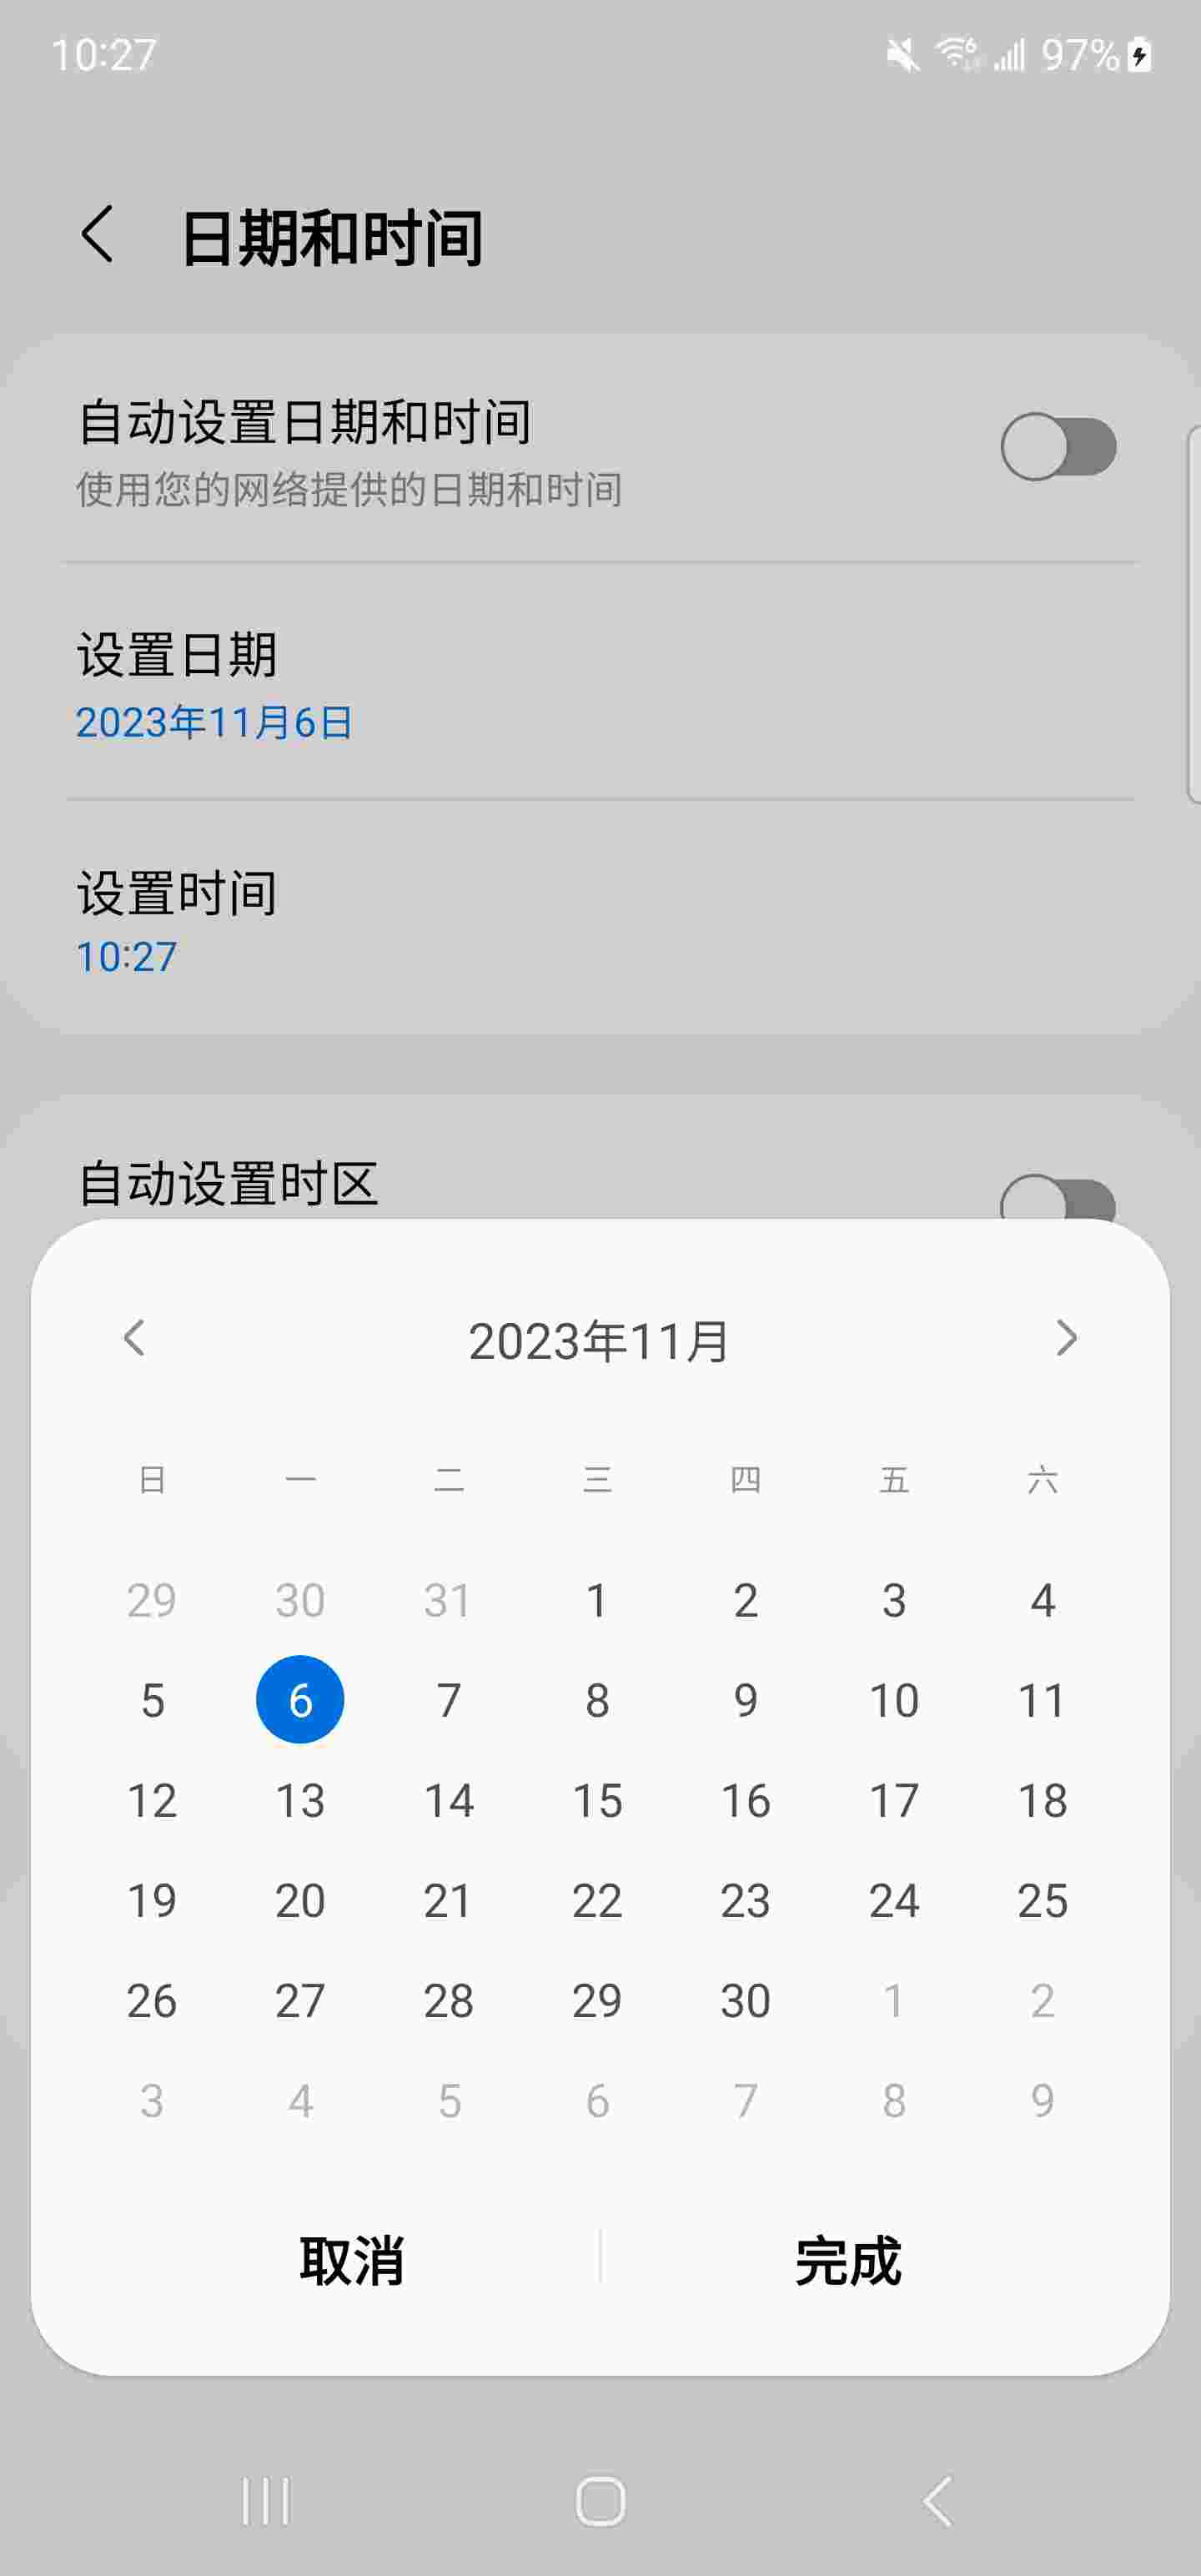 10:27 97%
日期和时间
自动设置日期和时间
使用您的网络提供的日期和时间
设置日期
2023年11月6日
设置时间
10:27
自动设置时区
2023年11月
日 一 二 三 四 五 六
29 30 31 1 2 3 4
5 6 7 8 9 10 11
12 13 14 15 16 17 18
19 20 21 22 23 24 25
26 27 28 29 30 1 2
3 4 5 6 7 8 9
取消 完成